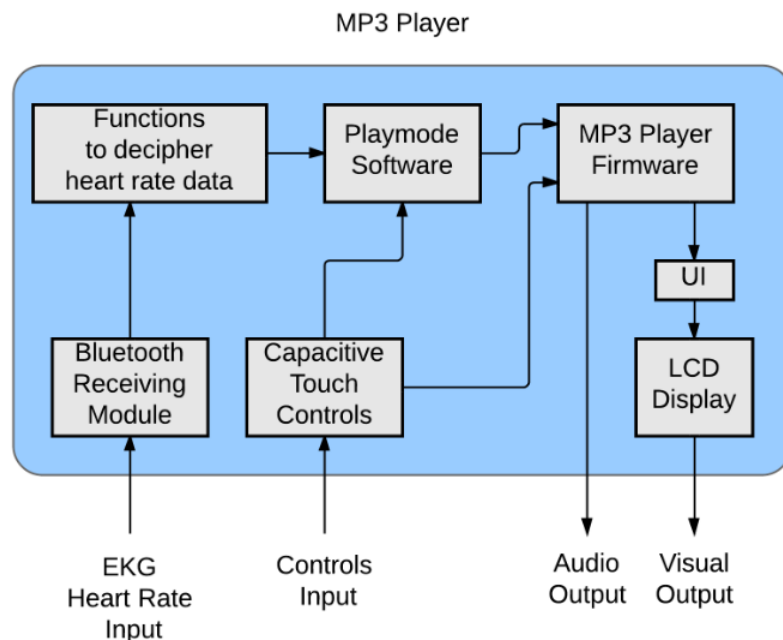 MP3 Player
Functions
to decipher
heart rate data
Playmode
Software
MP3 Player
Firmware
UI
Bluetooth
Receiving
Module
Capacitive
Touch
Controls
LCD
Display
EKG
Heart Rate
Input
Controls
Input
Audio
Output
Visual
Output